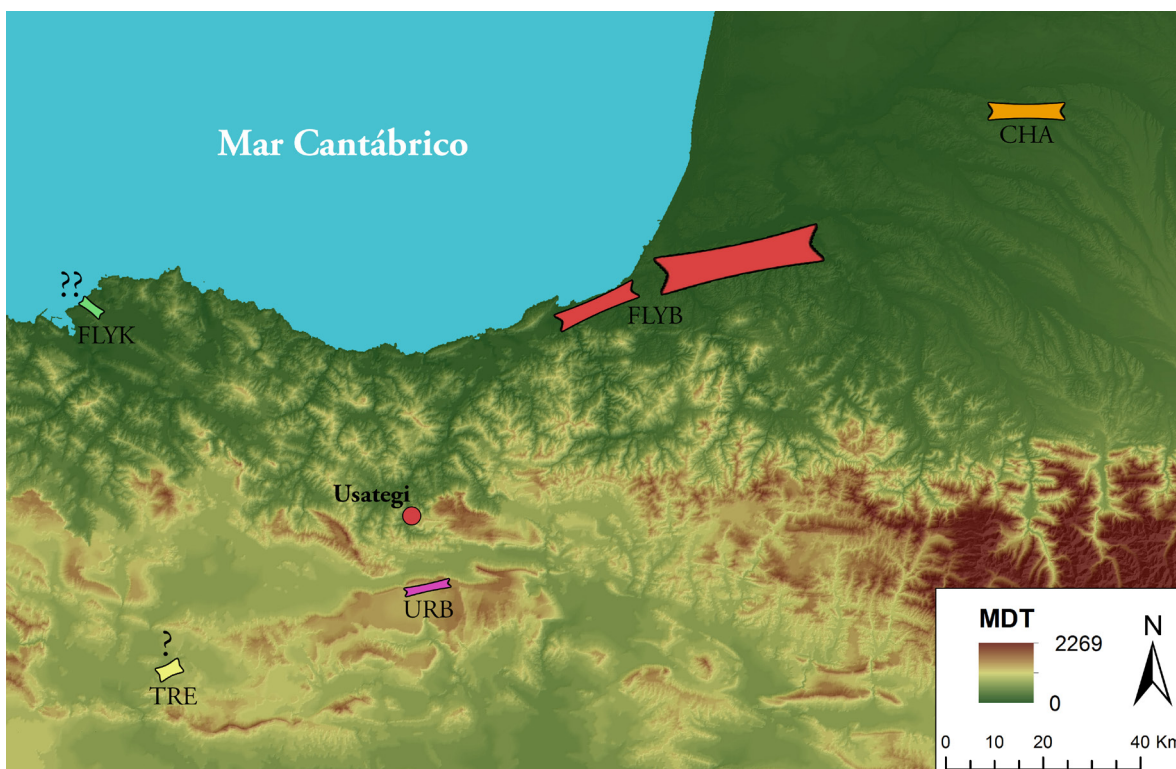 Mar Cantábrico
CHA
??
FLYK
FLYB
Usategi
URB
?
TRE
MDT
2269
0
N
0 10 20 40 Km